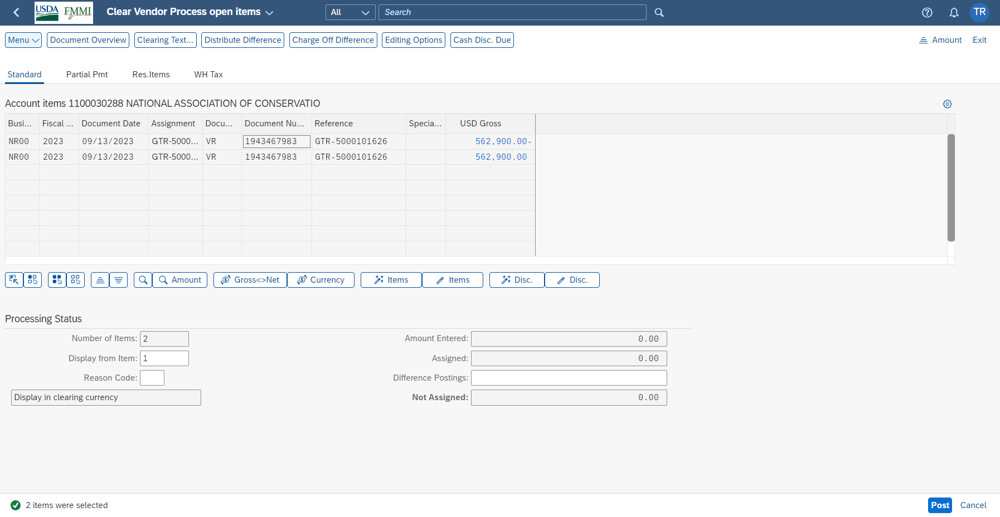 USDA FMMI Clear Vendor Process open items All Search TR
Menu Document Overview Clearing Text... Distribute Difference Charge Off Difference Editing Options Cash Disc. Due Amount Exit
Standard Partial Pmt Res.Items WH Tax
Account items 1100030288 NATIONAL ASSOCIATION OF CONSERVATIO
Busi... Fiscal ... Document Date Assignment Docu... Document Nu... Reference Specia... USD Gross
NR00 2023 09/13/2023 GTR-5000... VR 1943467983 GTR-5000101626 562,900.00-
NR00 2023 09/13/2023 GTR-5000... VR 1943467983 GTR-5000101626 562,900.00
Amount Gross<>Net Currency Items Items Disc. Disc.
Processing Status
Number of Items: 2 Amount Entered: 0.00
Display from Item: 1 Assigned: 0.00
Reason Code: Difference Postings:
Display in clearing currency Not Assigned: 0.00
2 items were selected Post Cancel